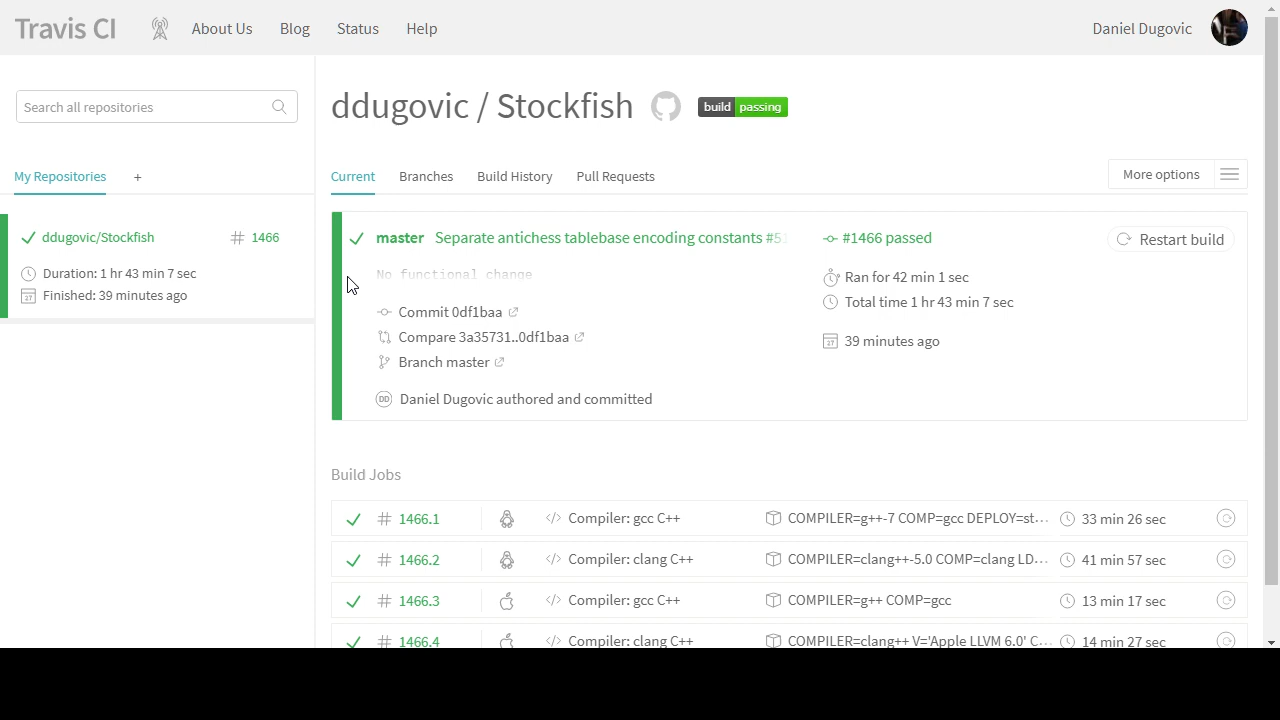 Travis CI
About Us
Blog
Status
Help
Daniel Dugovic
Search all repositories
My Repositories
+
ddugovic/Stockfish
# 1466
Duration: 1 hr 43 min 7 sec
Finished: 39 minutes ago
ddugovic / Stockfish
build passing
Current
Branches
Build History
Pull Requests
More options
master Separate antichess tablebase encoding constants
No functional change
Commit 0df1baa
Compare 3a35731..0df1baa
Branch master
DD Daniel Dugovic authored and committed
#1466 passed
Ran for 42 min 1 sec
Total time 1 hr 43 min 7 sec
27 39 minutes ago
Restart build
Build Jobs
# 1466.1 </> Compiler: gcc C++ COMPILER=g++-7 COMP=gcc DEPLOY=st... 33 min 26 sec
# 1466.2 </> Compiler: clang C++ COMPILER=clang++-5.0 COMP=clang LD... 41 min 57 sec
# 1466.3 </> Compiler: gcc C++ COMPILER=g++ COMP=gcc 13 min 17 sec
# 1466.4 </> Compiler: clang C++ COMPILER=clang++ V='Apple LLVM 6.0' C... 14 min 27 sec